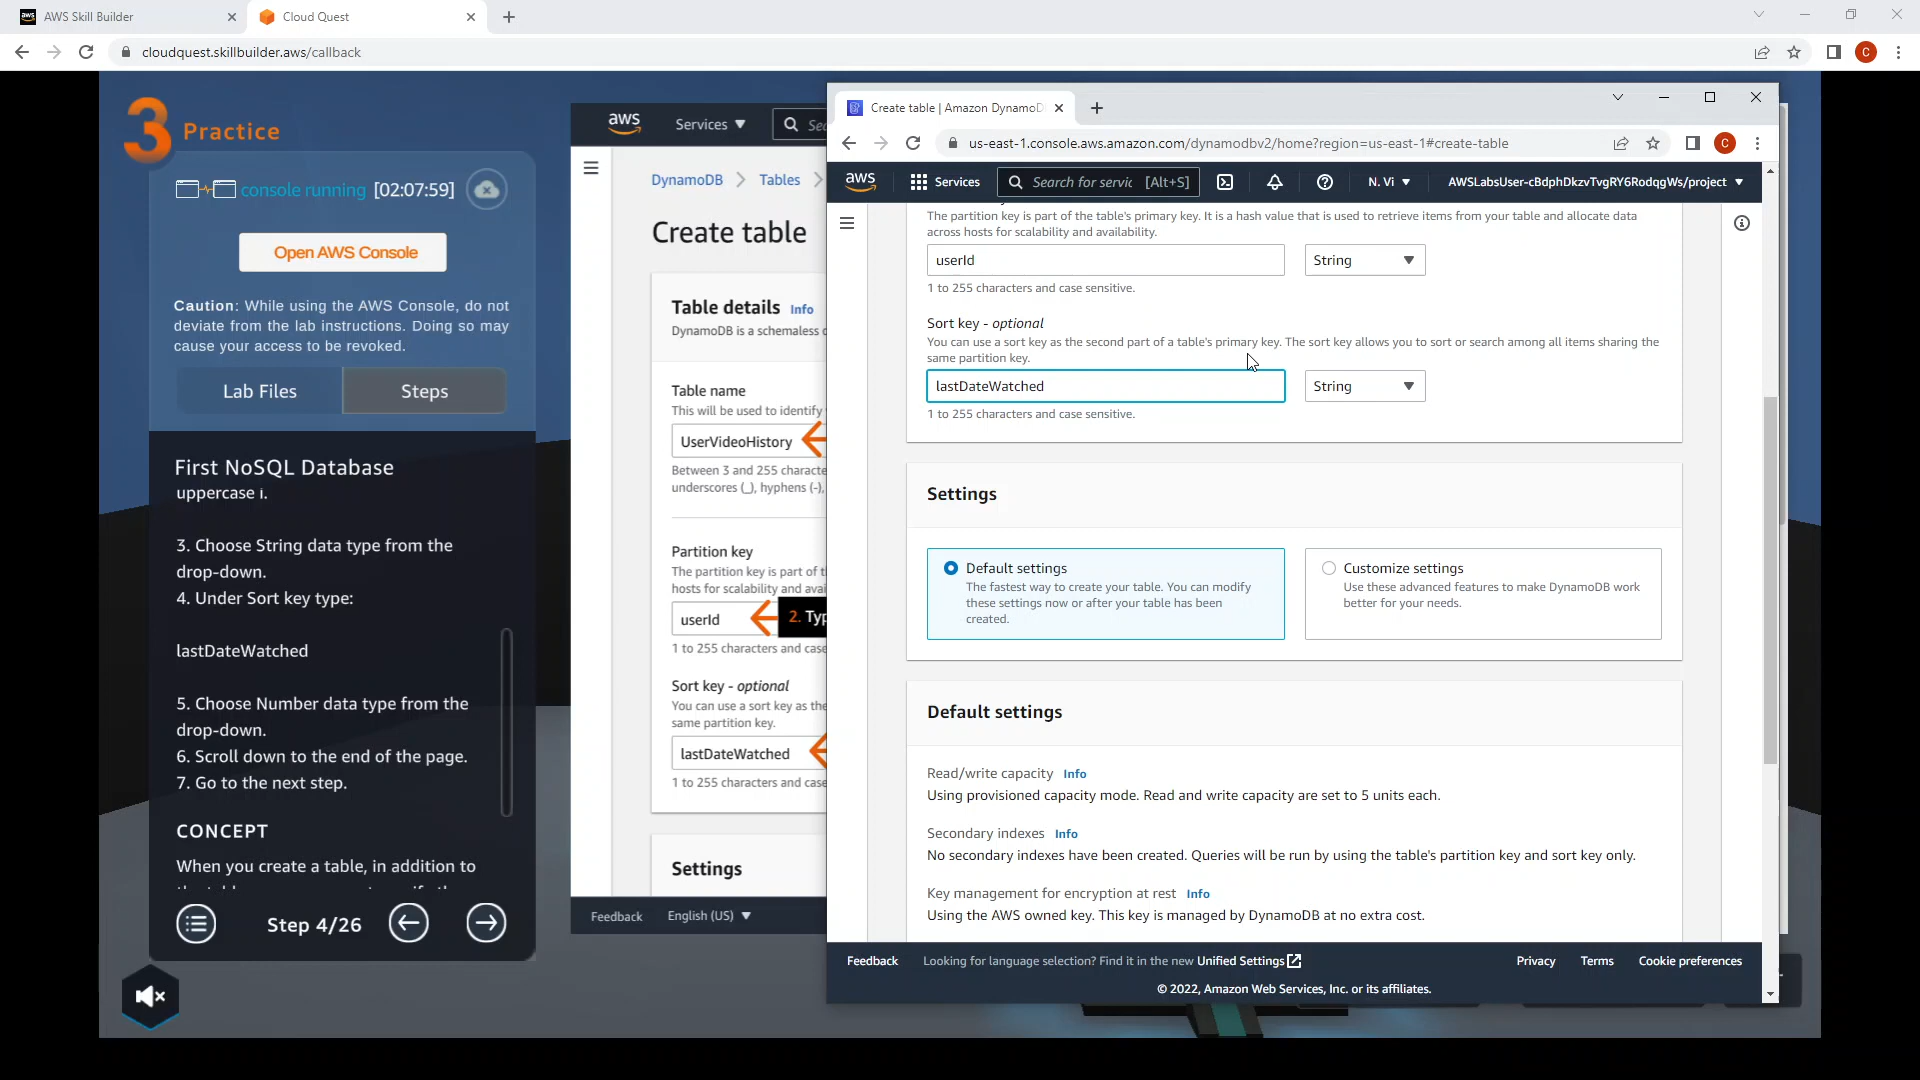 AWS Skill Builder
Cloud Quest
cloudquest.skillbuilder.aws/callback
C
3 Practice
console running [02:07:59]
Open AWS Console
Caution: While using the AWS Console, do not
deviate from the lab instructions. Doing so may
cause your access to be revoked.
Lab Files
Steps
First NoSQL Database
uppercase i.
3. Choose String data type from the
drop-down.
4. Under Sort key type:
lastDateWatched
5. Choose Number data type from the
drop-down.
6. Scroll down to the end of the page.
7. Go to the next step.
CONCEPT
When you create a table, in addition to
Step 4/26
aws
Services
DynamoDB
Tables
Create table
Table details Info
DynamoDB is a schemaless
Table name
This will be used to identify
UserVideoHistory
Between 3 and 255
underscores (_), hyphens (-),
Partition key
The partition key is part of
hosts for scalability and
userId
2.
1 to 255 characters and case
Sort key - optional
You can use a sort key as the
same partition key.
lastDateWatched
1 to 255 characters and case
Settings
Feedback
English (US)
Create table | Amazon Dynamo
us-east-1.console.aws.amazon.com/dynamodbv2/home?region=us-east-1#create-table
C
aws
Services
Search for servic [Alt+S]
N. Vi
AWSLabsUser-cBdphDkzvTvgRY6RodqgWs/project
The partition key is part of the table's primary key. It is a hash value that is used to retrieve items from your table and allocate data
across hosts for scalability and availability.
userId
String
1 to 255 characters and case sensitive.
Sort key - optional
You can use a sort key as the second part of a table's primary key. The sort key allows you to sort or search among all items sharing the
same partition key.
lastDateWatched
String
1 to 255 characters and case sensitive.
Settings
Default settings
The fastest way to create your table. You can modify
these settings now or after your table has been
created.
Customize settings
Use these advanced features to make DynamoDB work
better for your needs.
Default settings
Read/write capacity Info
Using provisioned capacity mode. Read and write capacity are set to 5 units each.
Secondary indexes Info
No secondary indexes have been created. Queries will be run by using the table's partition key and sort key only.
Key management for encryption at rest Info
Using the AWS owned key. This key is managed by DynamoDB at no extra cost.
Feedback
Looking for language selection? Find it in the new Unified Settings
Privacy
Terms
Cookie preferences
© 2022, Amazon Web Services, Inc. or its affiliates.